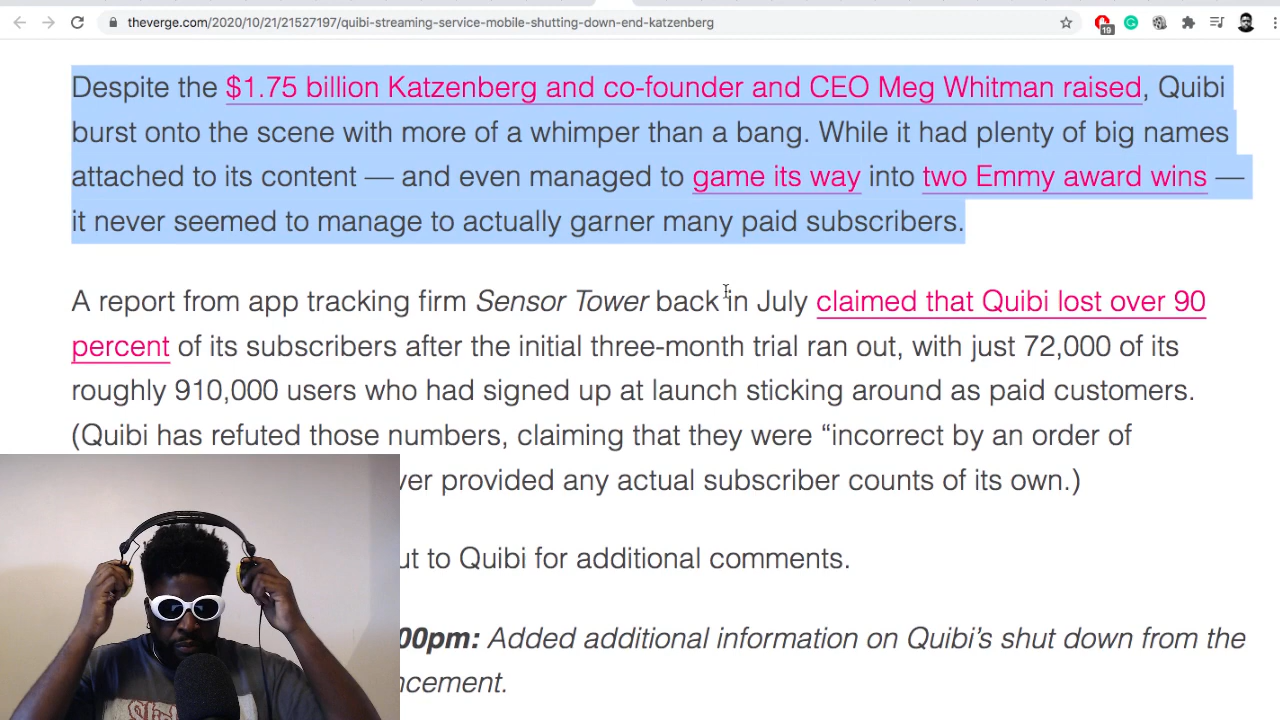 theverge.com/2020/10/21/21527197/quibi-streaming-service-mobile-shutting-down-end-katzenberg
19
Despite the $1.75 billion Katzenberg and co-founder and CEO Meg Whitman raised, Quibi
burst onto the scene with more of a whimper than a bang. While it had plenty of big names
attached to its content — and even managed to game its way into two Emmy award wins —
it never seemed to manage to actually garner many paid subscribers.
A report from app tracking firm Sensor Tower back in July claimed that Quibi lost over 90
percent of its subscribers after the initial three-month trial ran out, with just 72,000 of its
roughly 910,000 users who had signed up at launch sticking around as paid customers.
(Quibi has refuted those numbers, claiming that they were “incorrect by an order of
ver provided any actual subscriber counts of its own.)
ut to Quibi for additional comments.
00pm: Added additional information on Quibi’s shut down from the
ncement.